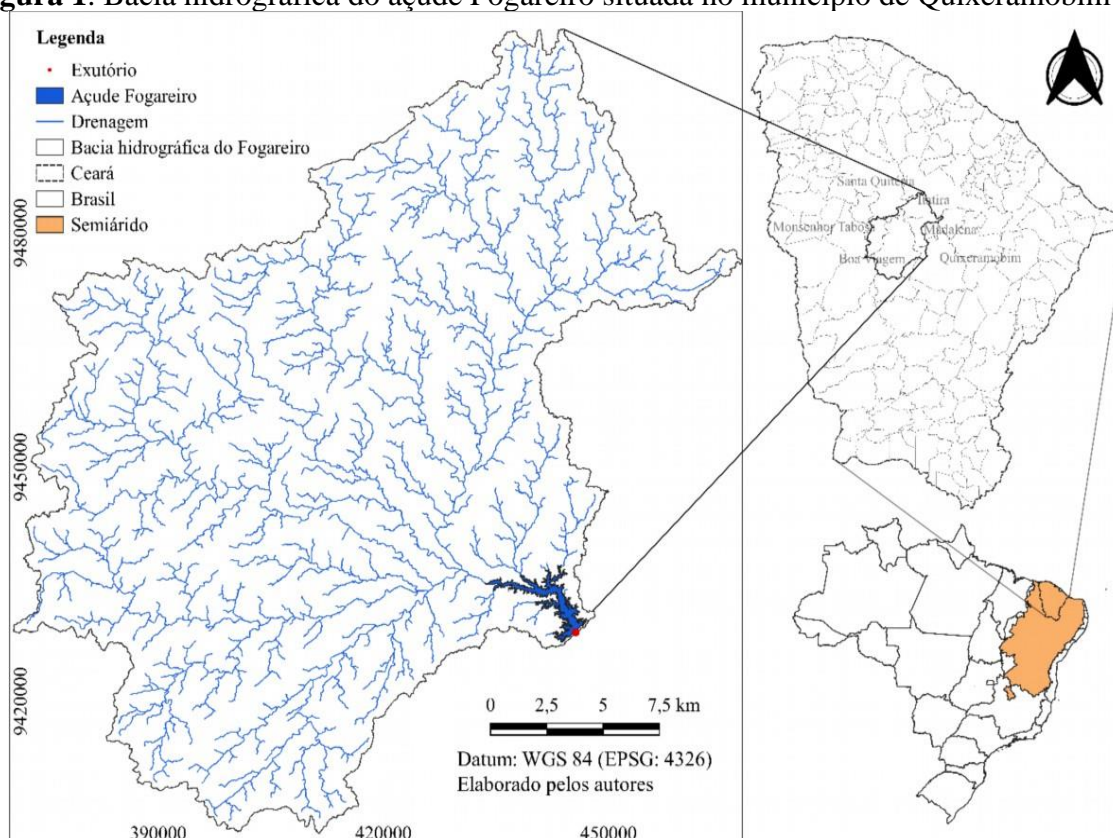 gura 1. Bacia hidrográfica do açude Fogareiro situada no município de Quixeramobim
Legenda
Exutório
Açude Fogareiro
Drenagem
Bacia hidrográfica do Fogareiro
Ceará
Brasil
Semiárido
9480000
9450000
9420000
390000
420000
450000
0 2,5 5 7,5 km
Datum: WGS 84 (EPSG: 4326)
Elaborado pelos autores
Santa Quitéria
Itatira
Monsenhor Tabosa
Madalena
Boa Viagem
Quixeramobim